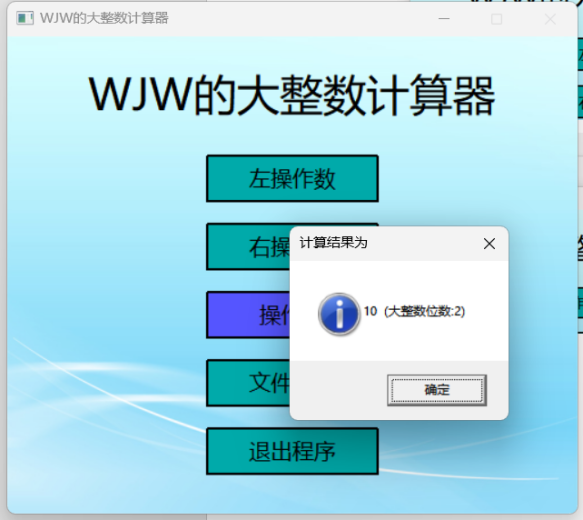 WJW的大整数计算器
WJW的大整数计算器
左操作数
右操
计算结果为
10 (大整数位数:2)
操作
文件
确定
退出程序